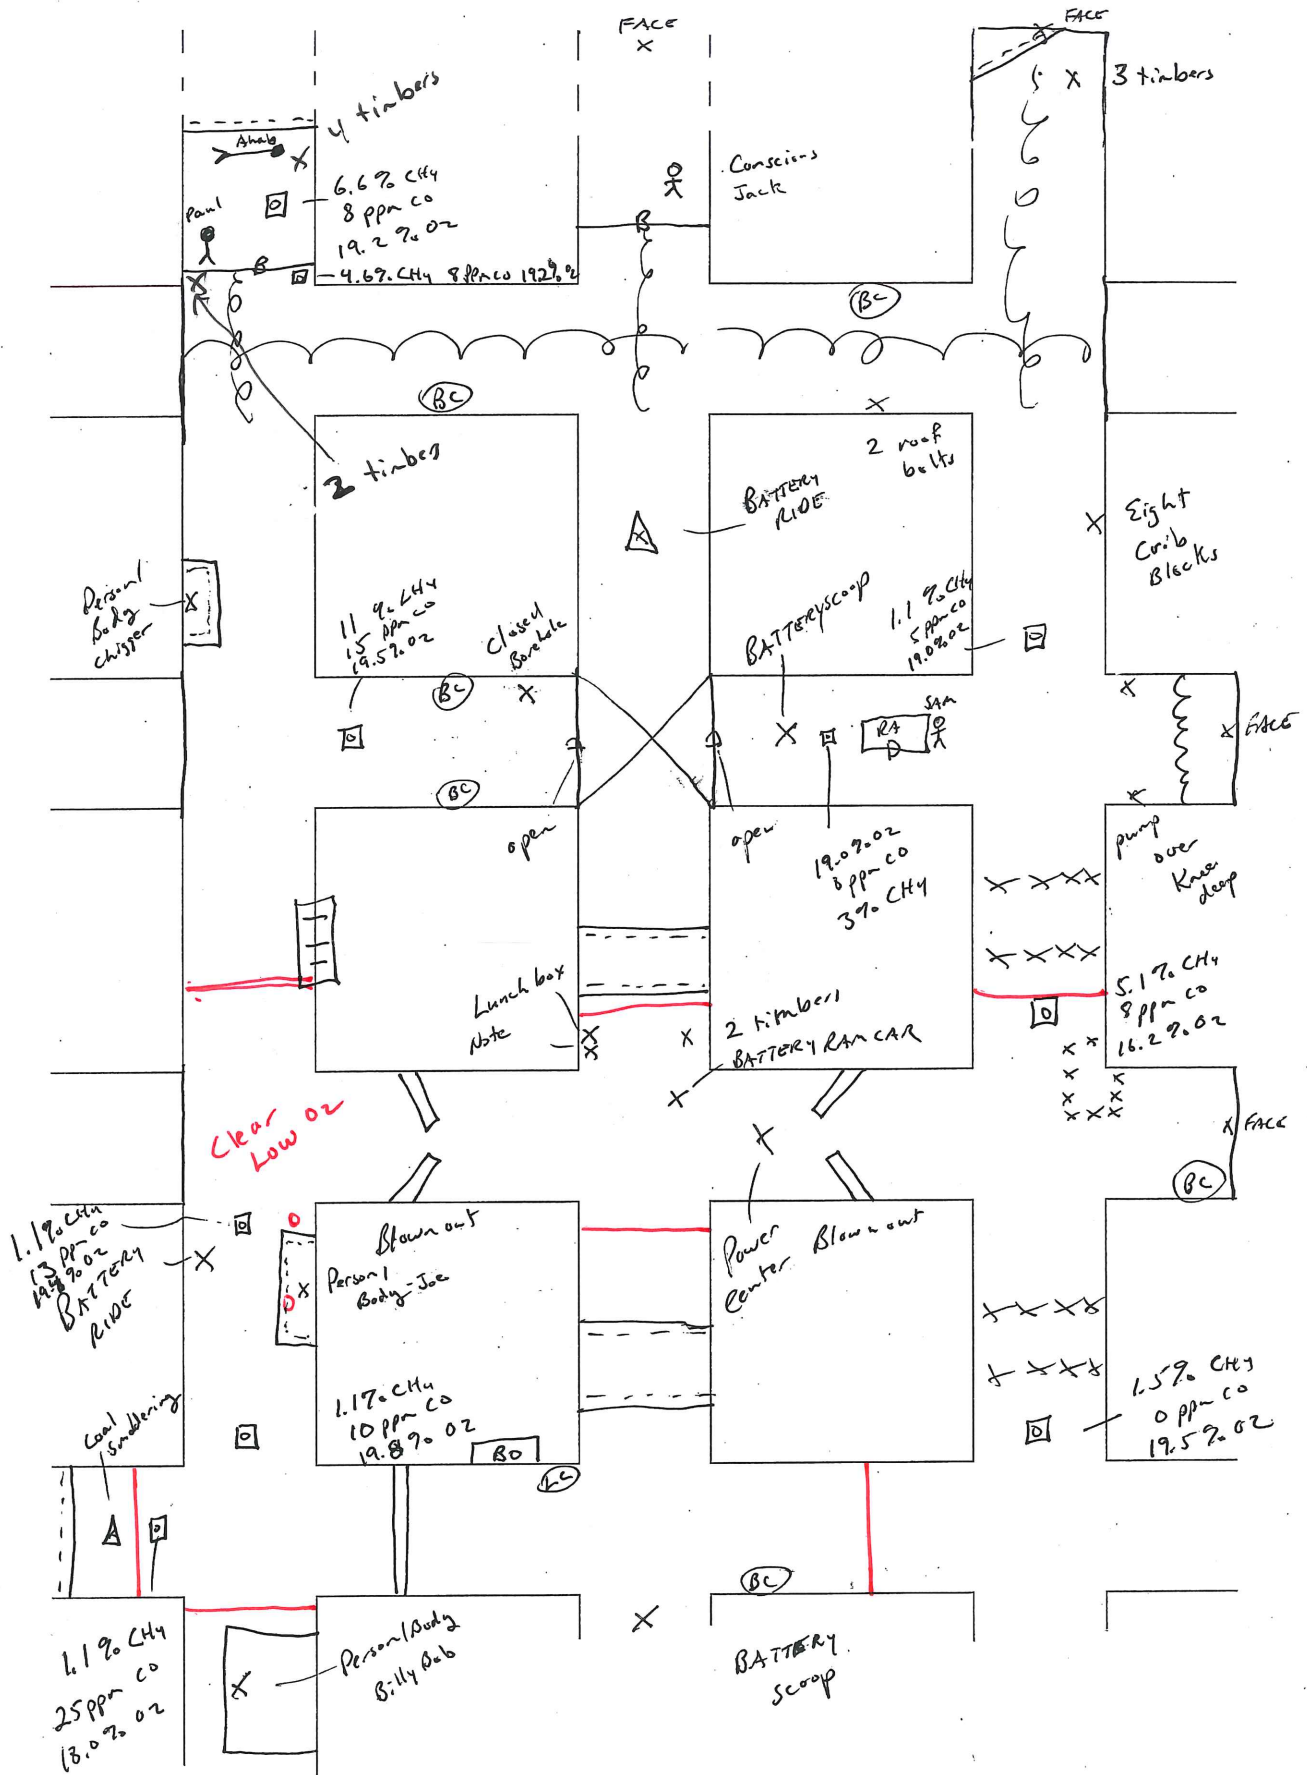 FACE
X
FACE
X
3 timbers
4 timbers
Ahab
X
6.6% CH4
8 ppm CO
19.2 % O2
Paul
Conscious
Jack
B
B
4.6% CH4 8 ppm CO 19.2% O2
X
BC
BC
X
2 timbers
2 roof
bolts
BATTERY
RIDE
X
X
Eight
Crib
Blocks
Person /
Body
chigger
X
11 % CH4
15 ppm CO
19.5% O2
Closed
Borehole
X
BATTERY SCOOP
X
1.1 % CH4
5 ppm CO
19.0% O2
BC
RA
D
SAM
X
X
FACE
BC
open
open
19.0% O2
8 ppm CO
3% CH4
X
pump
over
Knee
deep
X X X X
X X X X
Lunch box
Note
X
X
X
2 timbers
BATTERY RAM CAR
X
5.1% CH4
8 ppm CO
16.2 % O2
Clear
Low O2
X
X
FACE
BC
1.1% CH4
13 ppm CO
BATTERY
RIDE
X
Blown out
Person /
Body - Joe
X
Power
Center
Blown out
X X X X
X X X X
1.1% CH4
10 ppm CO
19.8% O2
BO
LC
1.5% CH4
0 ppm CO
19.5% O2
Coal
Smoldering
BC
X
1.1% CH4
25 ppm CO
18.0% O2
X
Person / Body
Billy Bob
BATTERY
scoop